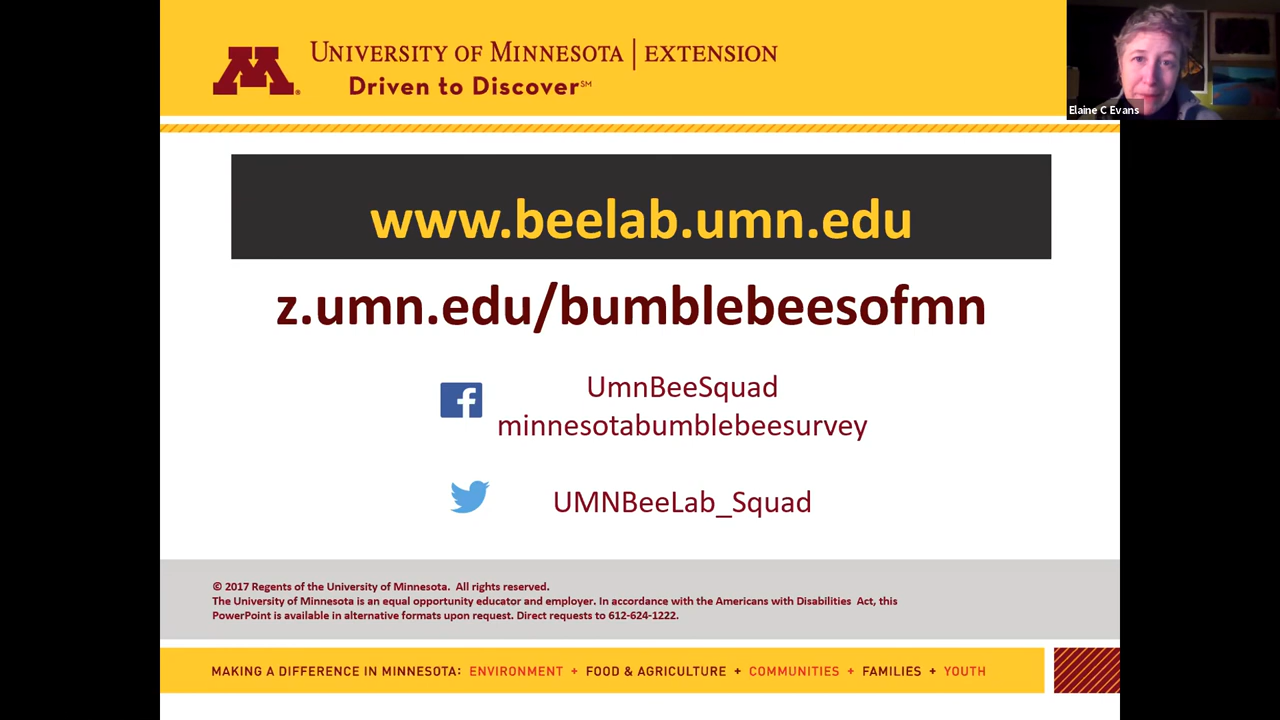 UNIVERSITY OF MINNESOTA | EXTENSION
Driven to Discover℠
Elaine C Evans
www.beelab.umn.edu
z.umn.edu/bumblebeesofmn
UmnBeeSquad
minnesotabumblebeesurvey
UMNBeeLab_Squad
© 2017 Regents of the University of Minnesota.  All rights reserved.
The University of Minnesota is an equal opportunity educator and employer. In accordance with the Americans with Disabilities  Act, this
PowerPoint is available in alternative formats upon request. Direct requests to 612-624-1222.
MAKING A DIFFERENCE IN MINNESOTA: ENVIRONMENT + FOOD & AGRICULTURE + COMMUNITIES + FAMILIES + YOUTH